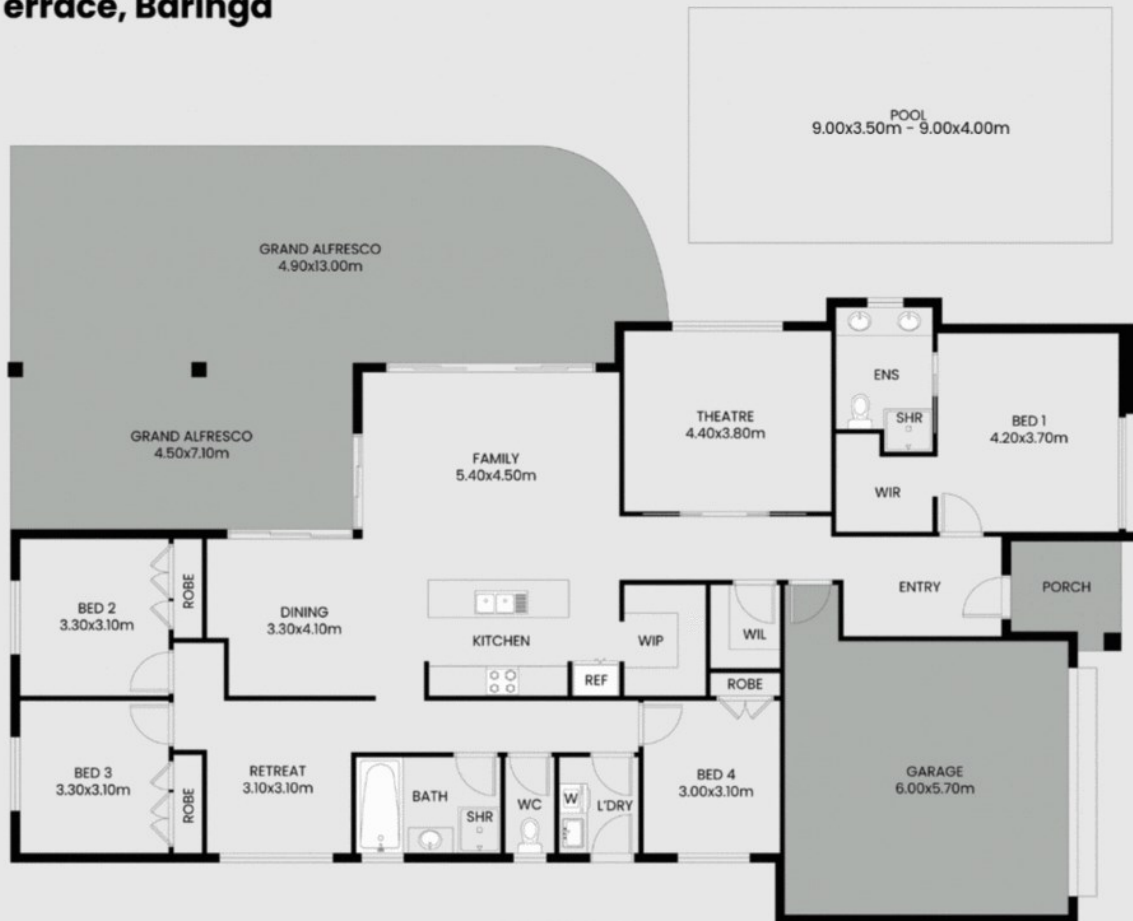 errace, Baringa
POOL
9.00x3.50m - 9.00x4.00m
GRAND ALFRESCO
4.90x13.00m
GRAND ALFRESCO
4.50x7.10m
FAMILY
5.40x4.50m
THEATRE
4.40x3.80m
ENS
SHR
BED 1
4.20x3.70m
WIR
ENTRY
PORCH
BED 2
3.30x3.10m
ROBE
DINING
3.30x4.10m
KITCHEN
REF
WIP
WIL
ROBE
BED 3
3.30x3.10m
ROBE
RETREAT
3.10x3.10m
BATH
SHR
WC
W
L'DRY
BED 4
3.00x3.10m
GARAGE
6.00x5.70m